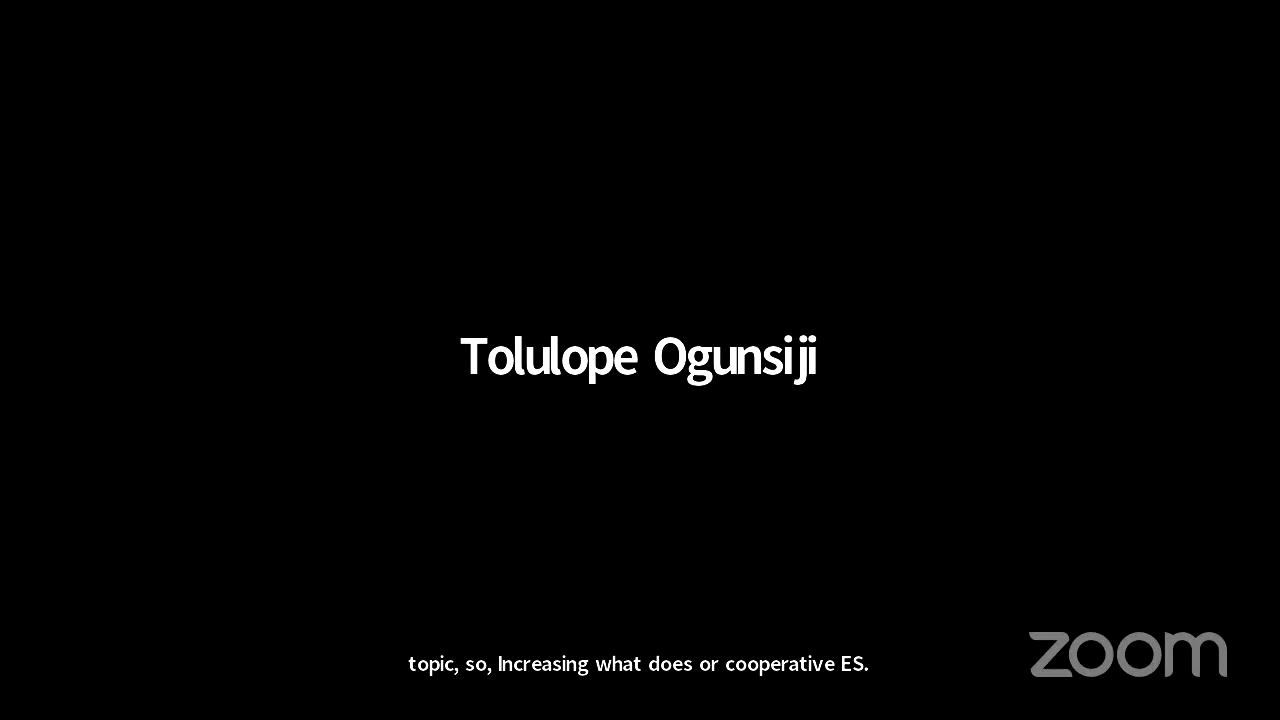 Tolulope Ogunsiji
topic, so, Increasing what does or cooperative ES.
zoom